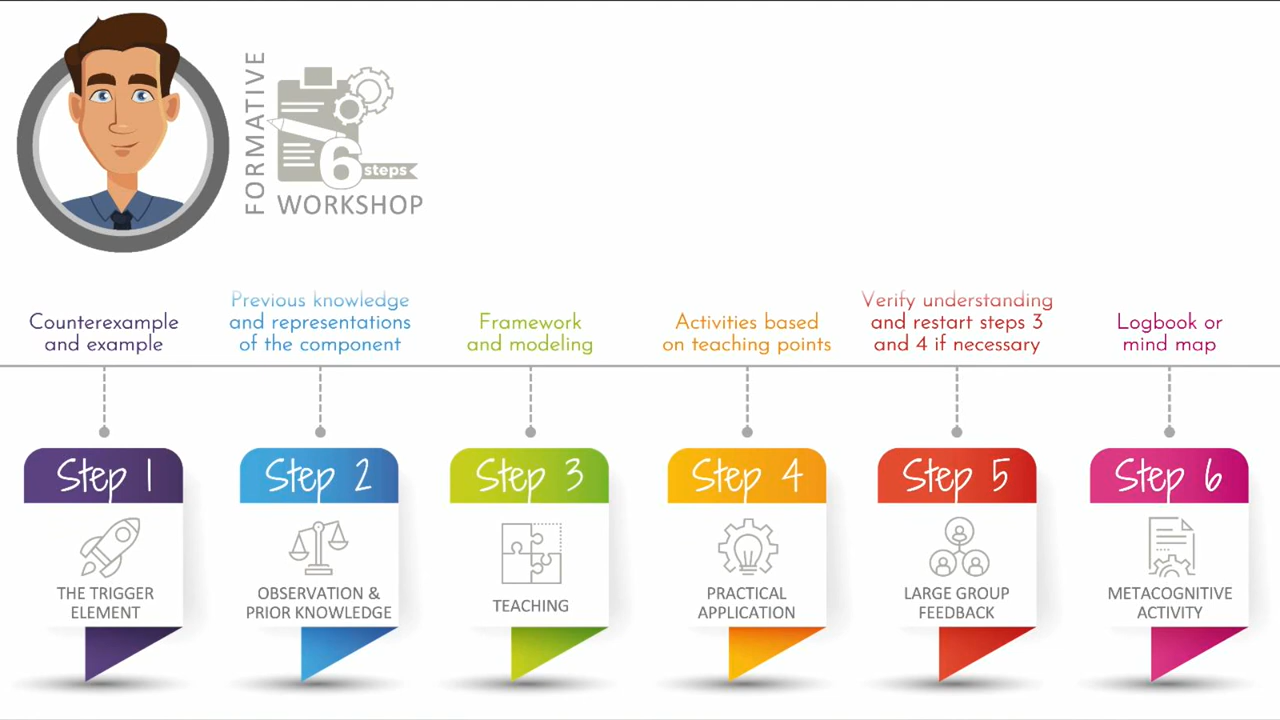 FORMATIVE
6
steps
WORKSHOP
Counterexample
and example
Previous knowledge
and representations
of the component
Framework
and modeling
Activities based
on teaching points
Verify understanding
and restart steps 3
and 4 if necessary
Logbook or
mind map
Step 1
THE TRIGGER
ELEMENT
Step 2
OBSERVATION &
PRIOR KNOWLEDGE
Step 3
TEACHING
Step 4
PRACTICAL
APPLICATION
Step 5
LARGE GROUP
FEEDBACK
Step 6
METACOGNITIVE
ACTIVITY